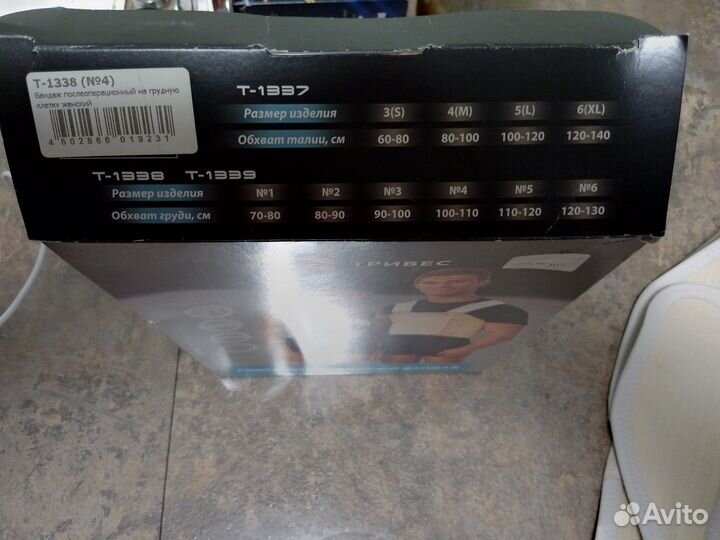 T-1338 (№4)
Бандаж послеоперационный на грудную
клетку женский
4 602866 019231
T-1337
Размер изделия 3(S) 4(M) 5(L) 6(XL)
Обхват талии, см 60-80 80-100 100-120 120-140
T-1338 T-1339
Размер изделия №1 №2 №3 №4 №5 №6
Обхват груди, см 70-80 80-90 90-100 100-110 110-120 120-130
ТРИВЕС
Avito